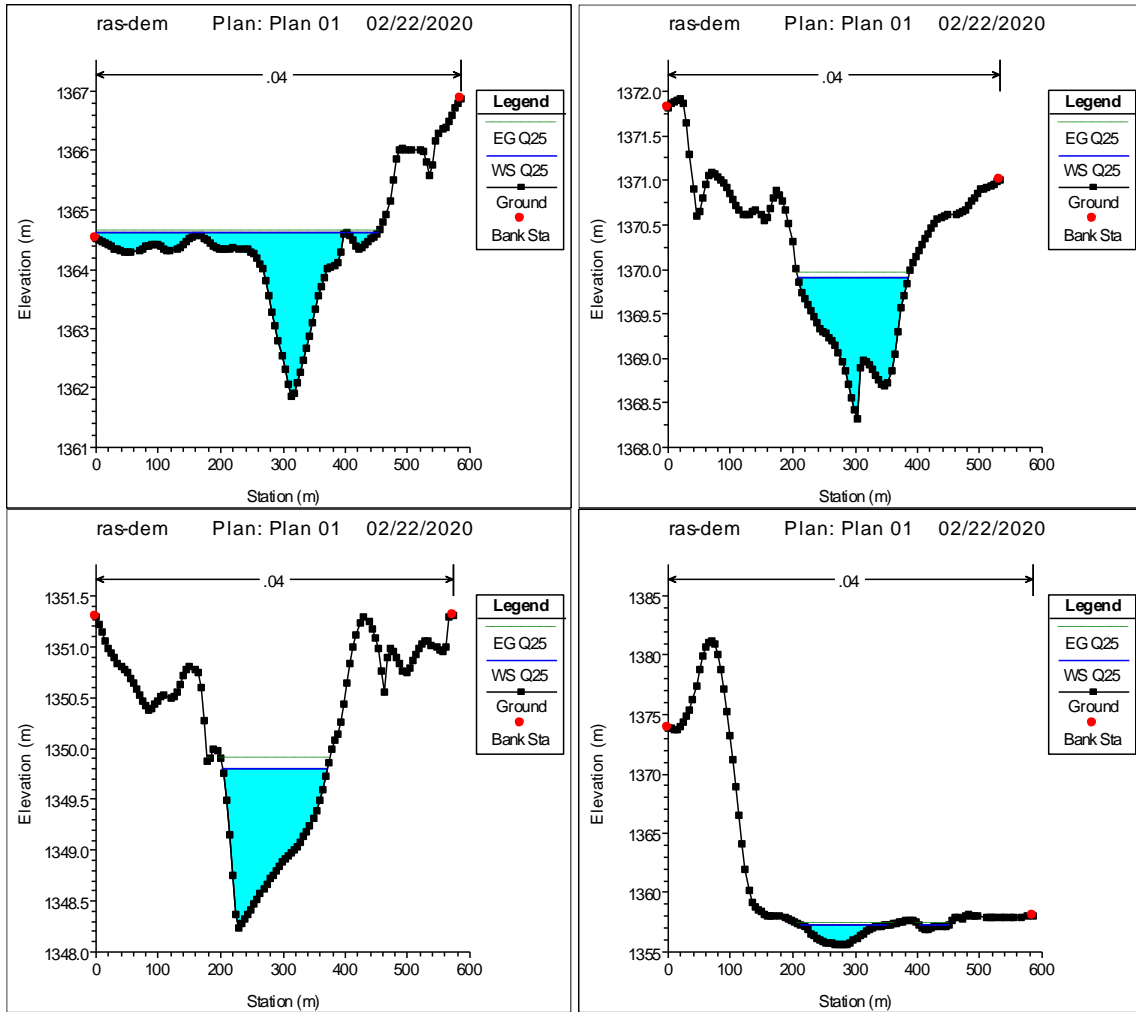 ras-dem Plan: Plan 01 02/22/2020
.04
Legend
EG Q25
WS Q25
Ground
Bank Sta
1367
1366
1365
1364
1363
1362
1361
Elevation (m)
0 100 200 300 400 500 600
Station (m)
ras-dem Plan: Plan 01 02/22/2020
.04
Legend
EG Q25
WS Q25
Ground
Bank Sta
1372.0
1371.5
1371.0
1370.5
1370.0
1369.5
1369.0
1368.5
1368.0
Elevation (m)
0 100 200 300 400 500 600
Station (m)
ras-dem Plan: Plan 01 02/22/2020
.04
Legend
EG Q25
WS Q25
Ground
Bank Sta
1351.5
1351.0
1350.5
1350.0
1349.5
1349.0
1348.5
1348.0
Elevation (m)
0 100 200 300 400 500 600
Station (m)
ras-dem Plan: Plan 01 02/22/2020
.04
Legend
EG Q25
WS Q25
Ground
Bank Sta
1385
1380
1375
1370
1365
1360
1355
Elevation (m)
0 100 200 300 400 500 600
Station (m)